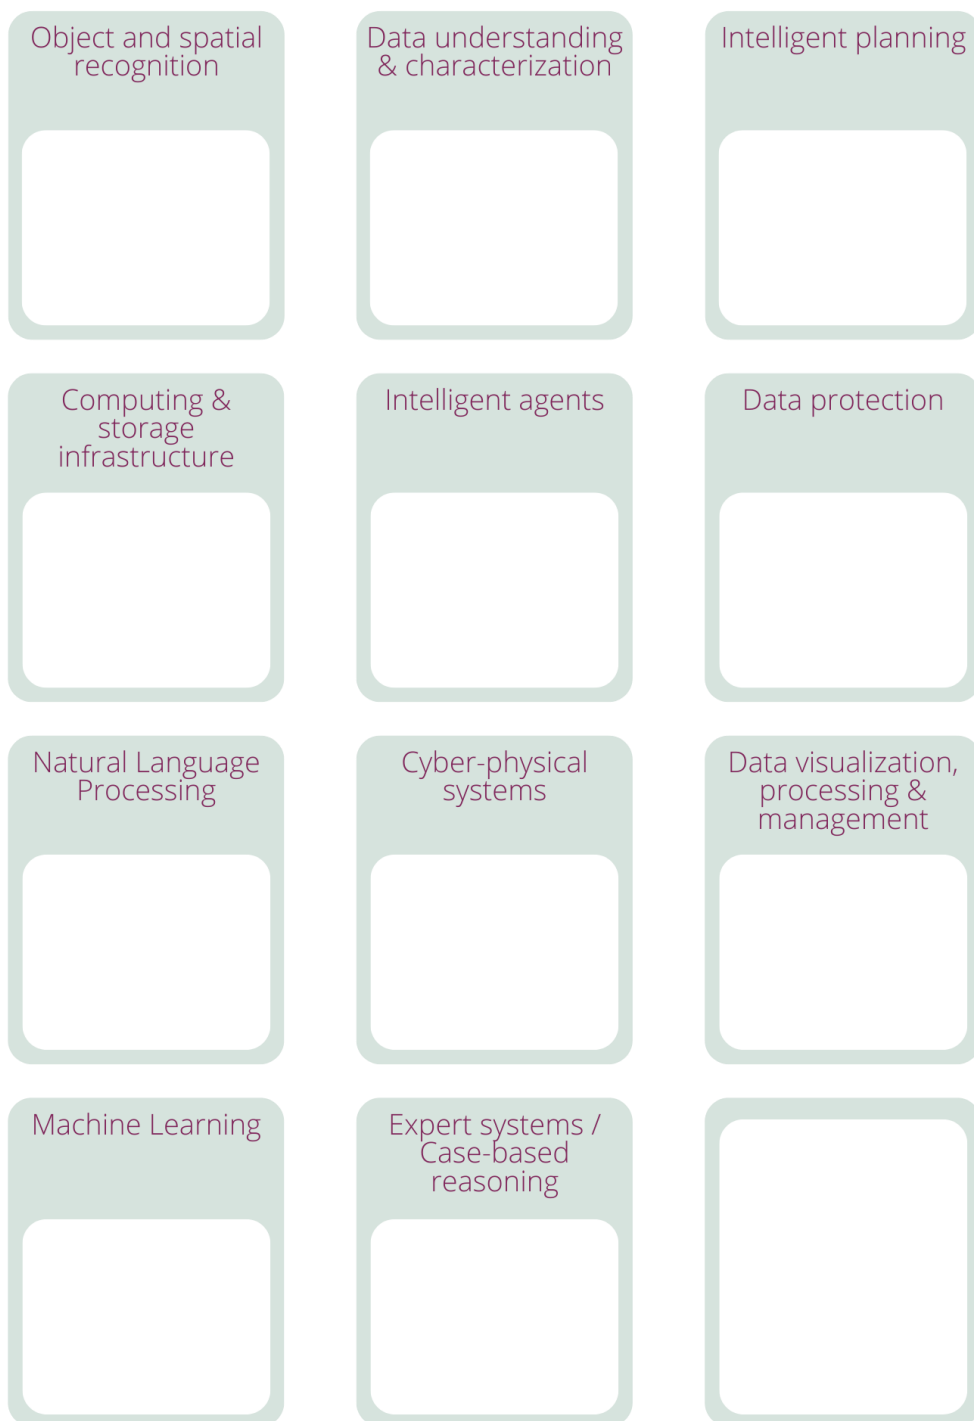 Object and spatial
recognition
Data understanding
& characterization
Intelligent planning
Computing &
storage
infrastructure
Intelligent agents
Data protection
Natural Language
Processing
Cyber-physical
systems
Data visualization,
processing &
management
Machine Learning
Expert systems /
Case-based
reasoning